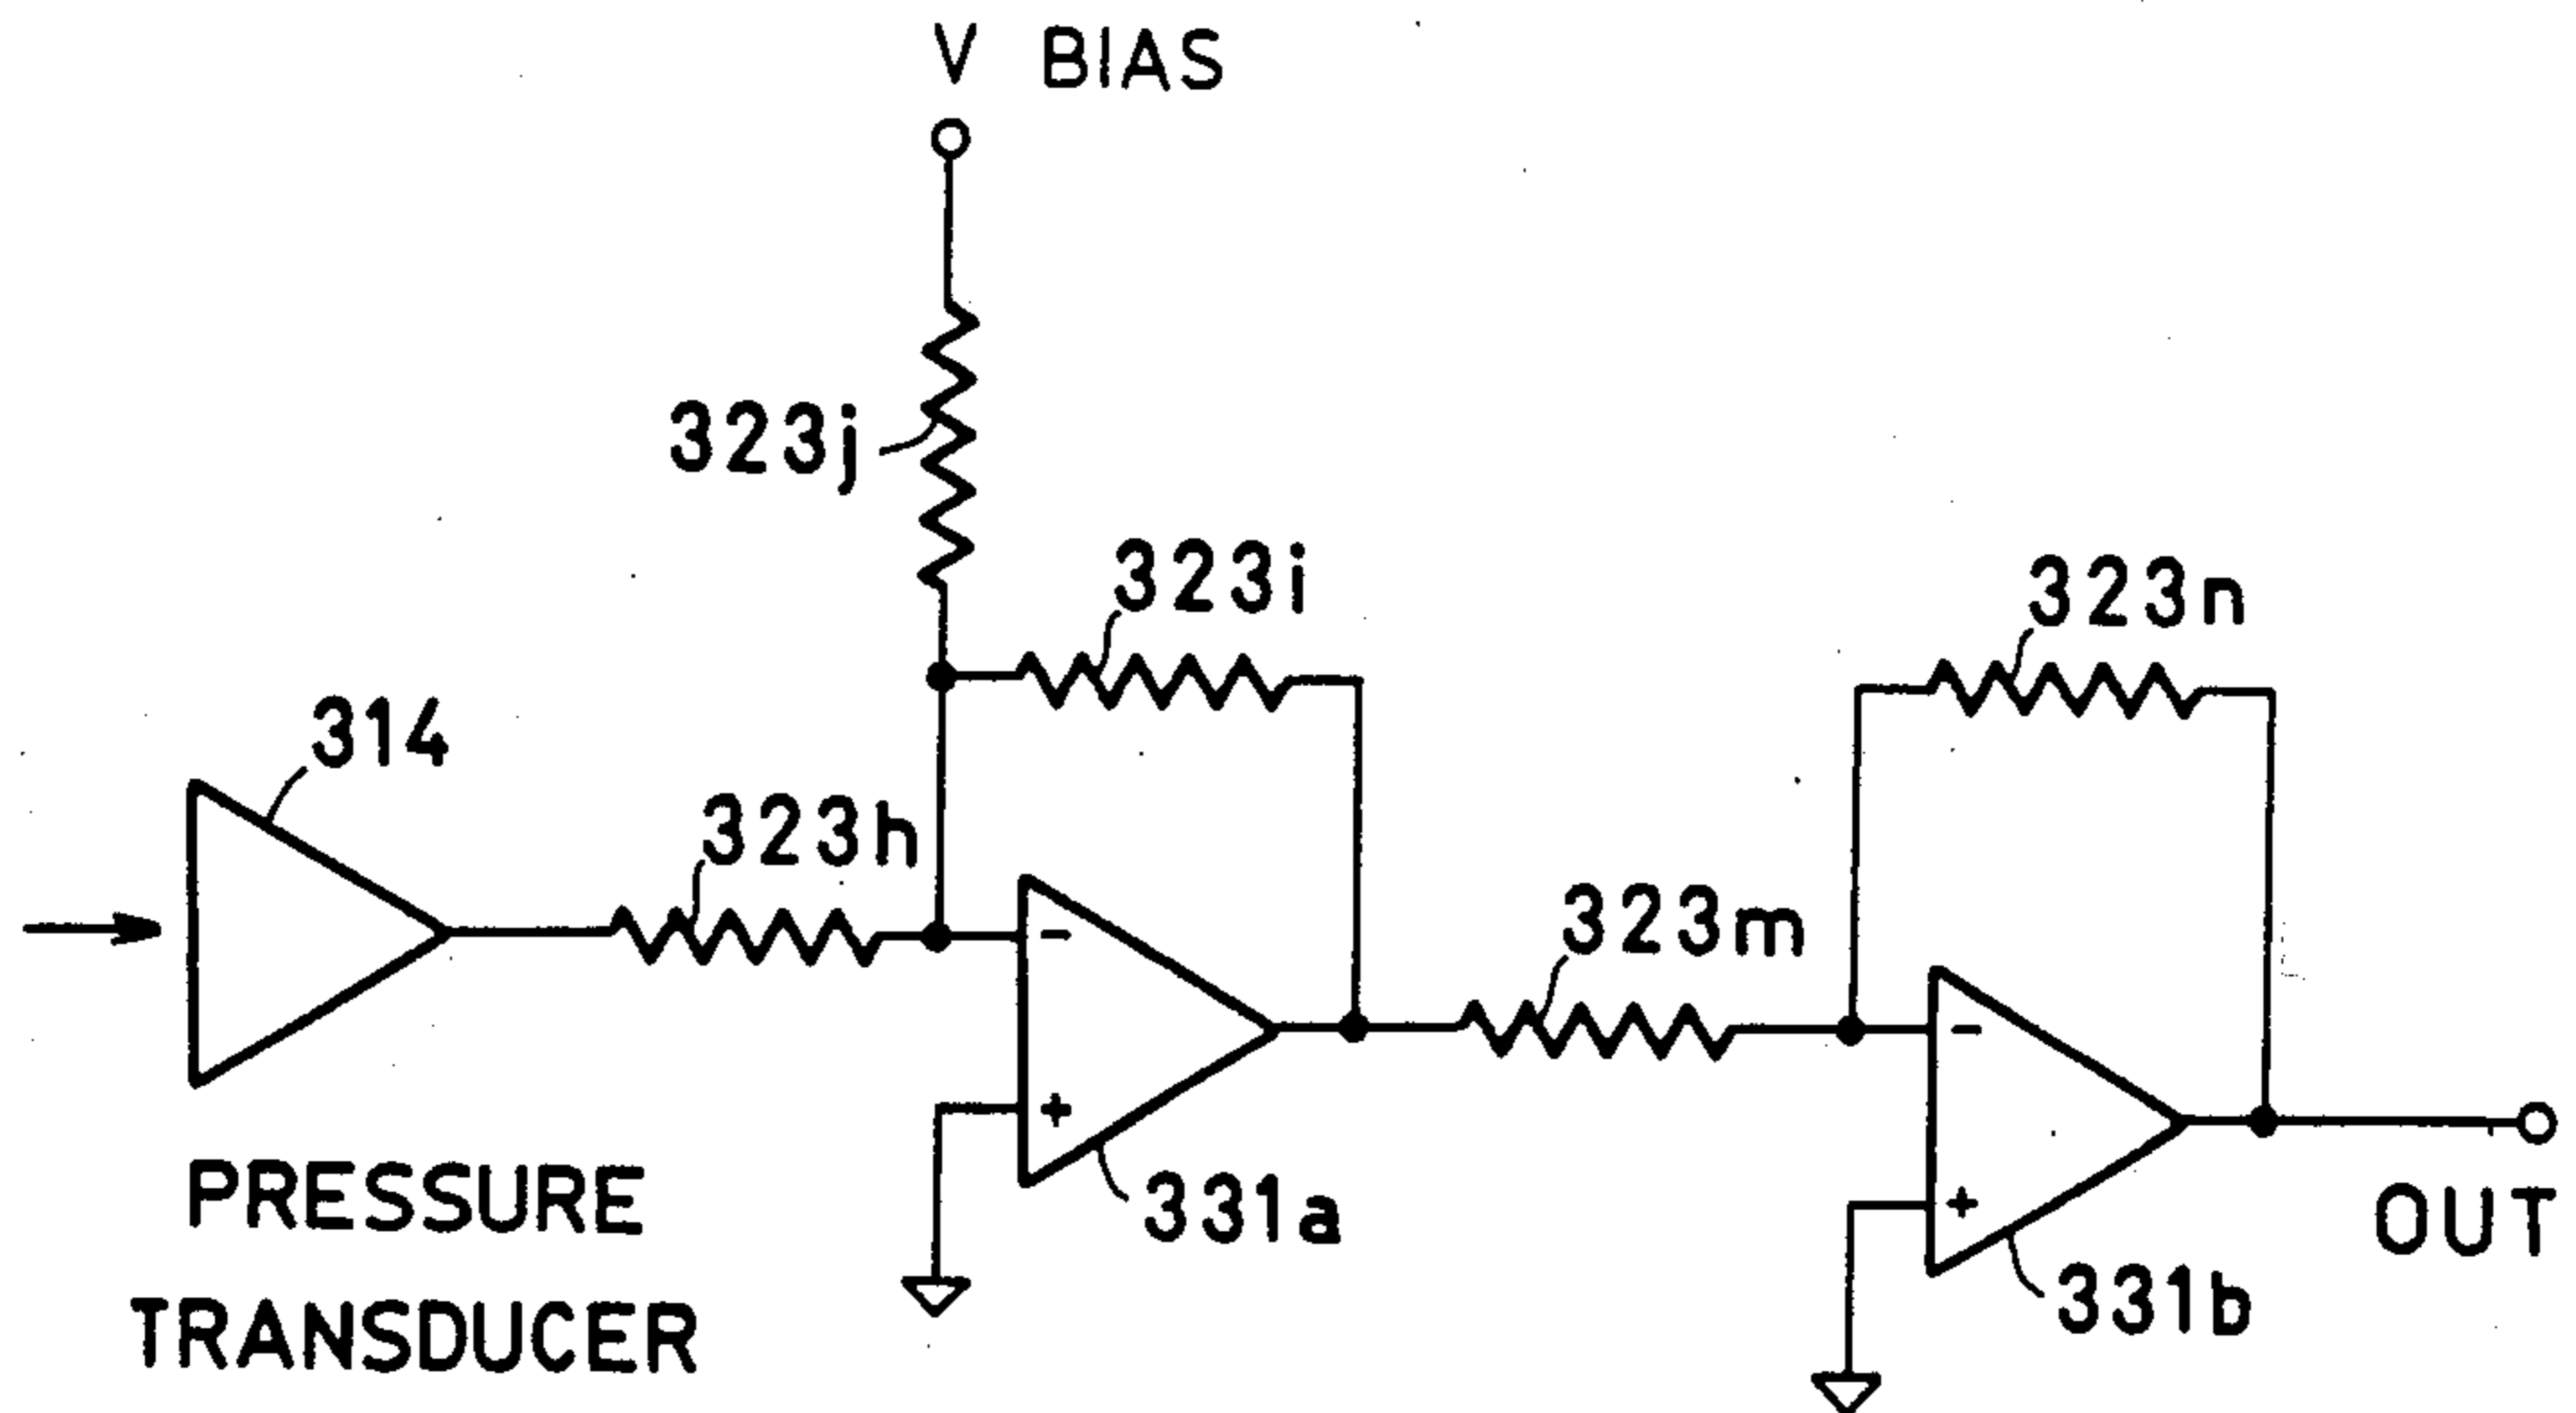 V BIAS
323j
323i
323n
314
323h
323m
-
-
+
331a
+
331b
PRESSURE
TRANSDUCER
OUT